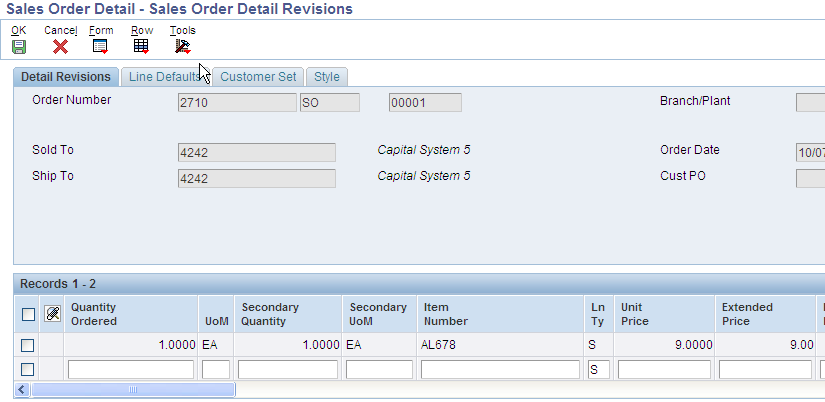 Sales Order Detail - Sales Order Detail Revisions
OK Cancel Form Row Tools
Detail Revisions Line Defaults Customer Set Style
Order Number 2710 SO 00001 Branch/Plant
Sold To 4242 Capital System 5 Order Date 10/07
Ship To 4242 Capital System 5 Cust PO
Records 1 - 2
Quantity Ordered UoM Secondary Quantity Secondary UoM Item Number Ln Ty Unit Price Extended Price
1.0000 EA 1.0000 EA AL678 S 9.0000 9.00
S